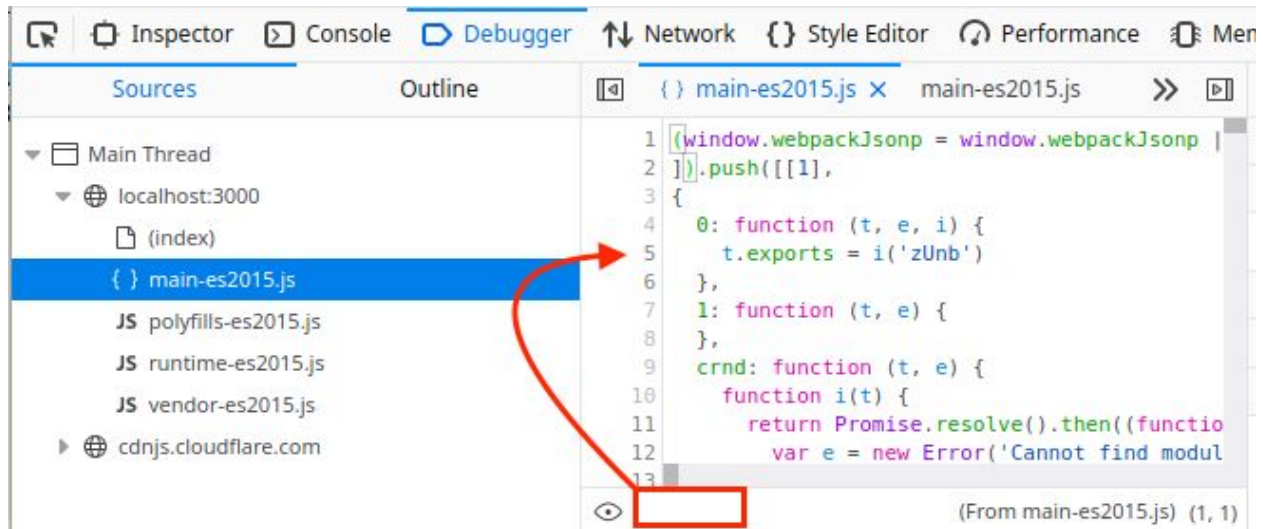 Inspector Console Debugger Network {} Style Editor Performance Mem
Sources Outline
{ } main-es2015.js × main-es2015.js »
Main Thread
localhost:3000
(index)
{ } main-es2015.js
JS polyfills-es2015.js
JS runtime-es2015.js
JS vendor-es2015.js
cdnjs.cloudflare.com
1 (window.webpackJsonp = window.webpackJsonp |
2 ]).push([[1],
3 {
4 0: function (t, e, i) {
5 t.exports = i('zUnb')
6 },
7 1: function (t, e) {
8 },
9 crnd: function (t, e) {
10 function i(t) {
11 return Promise.resolve().then((functio
12 var e = new Error('Cannot find modul
13
(From main-es2015.js) (1, 1)